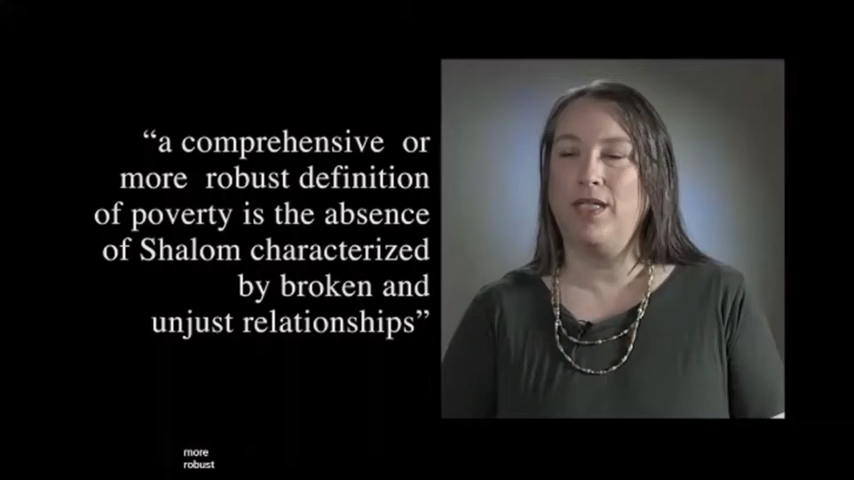 “a comprehensive or
more robust definition
of poverty is the absence
of Shalom characterized
by broken and
unjust relationships”
more
robust